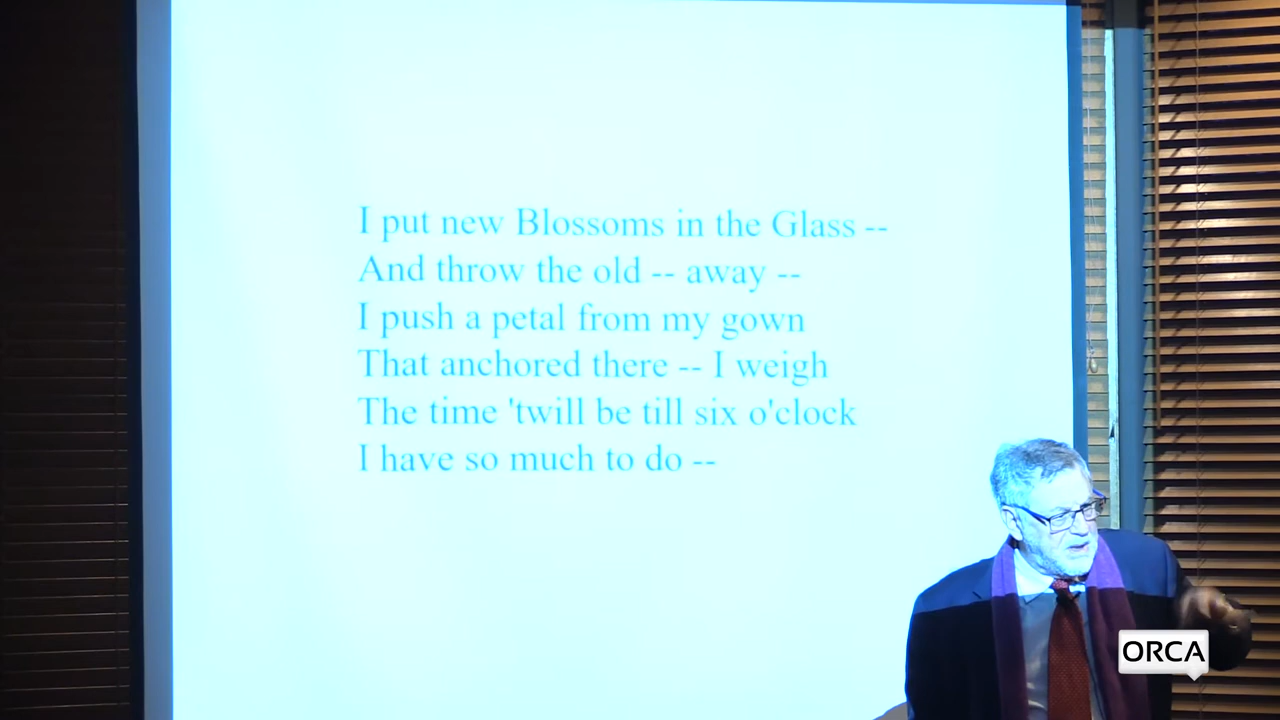 I put new Blossoms in the Glass --
And throw the old -- away --
I push a petal from my gown
That anchored there -- I weigh
The time 'twill be till six o'clock
I have so much to do --
ORCA